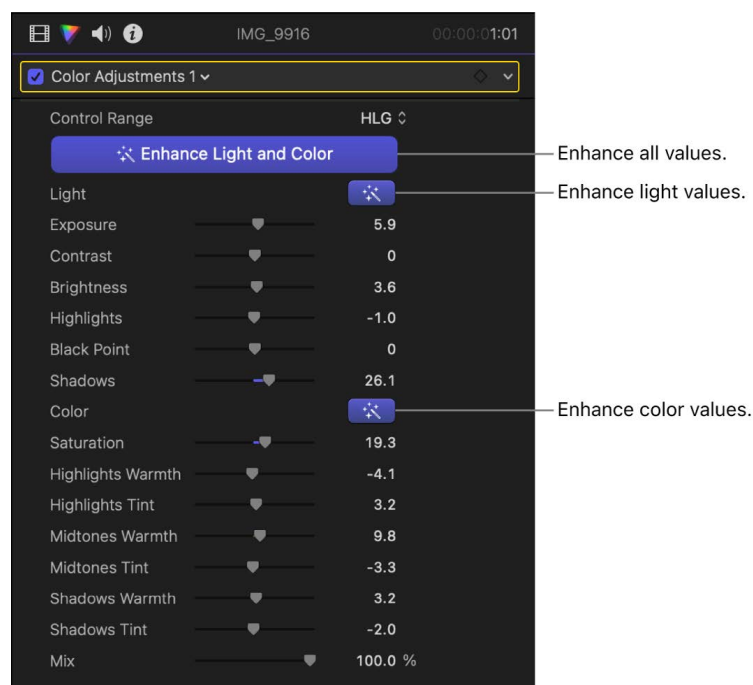 IMG_9916 00:00:01:01
Color Adjustments 1
Control Range HLG
Enhance Light and Color Enhance all values.
Light Enhance light values.
Exposure 5.9
Contrast 0
Brightness 3.6
Highlights -1.0
Black Point 0
Shadows 26.1
Color Enhance color values.
Saturation 19.3
Highlights Warmth -4.1
Highlights Tint 3.2
Midtones Warmth 9.8
Midtones Tint -3.3
Shadows Warmth 3.2
Shadows Tint -2.0
Mix 100.0 %